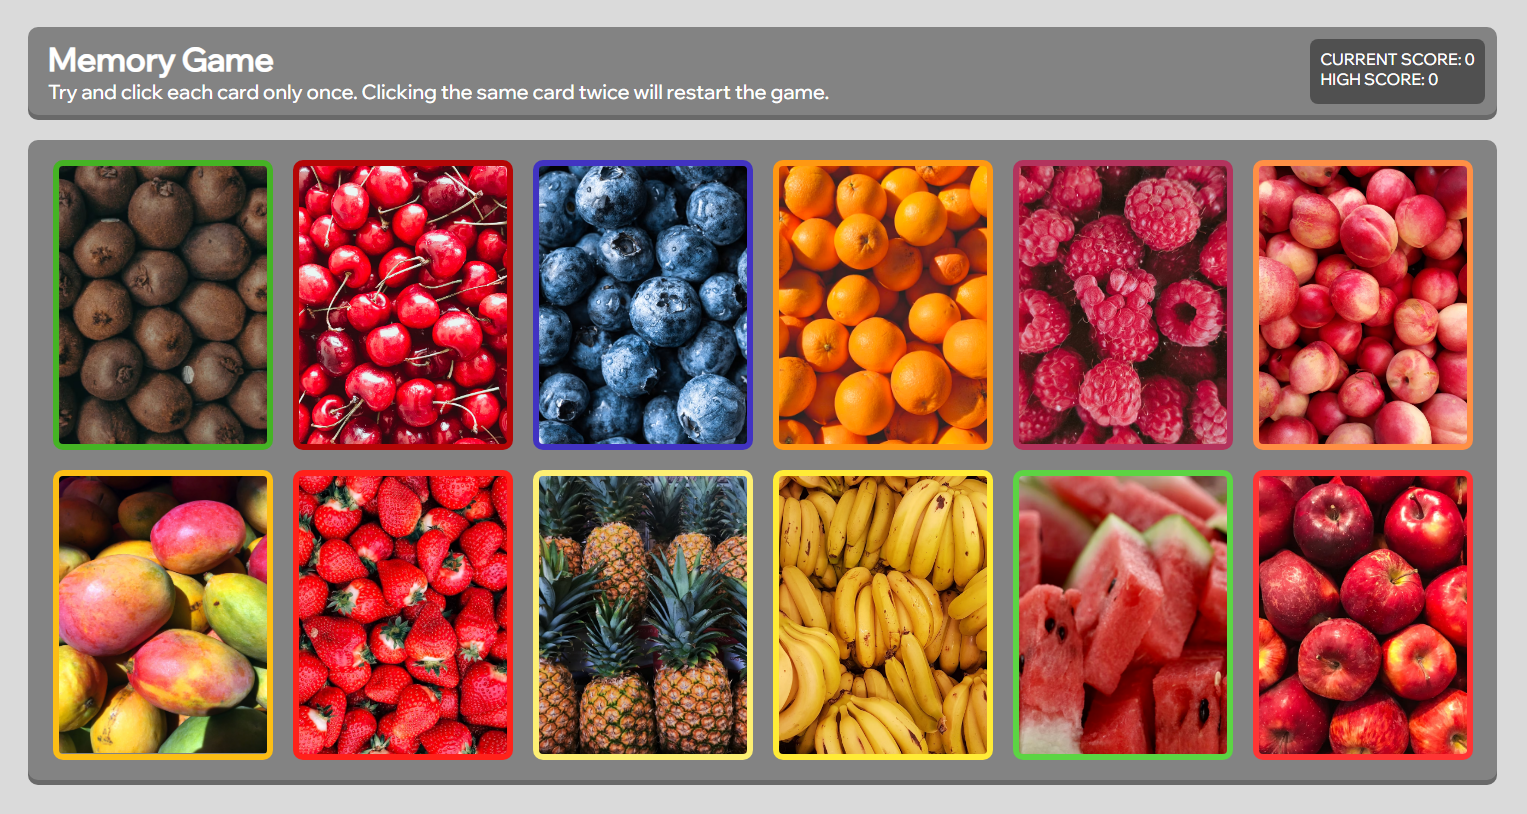 Memory Game
Try and click each card only once. Clicking the same card twice will restart the game.
CURRENT SCORE: 0
HIGH SCORE: 0